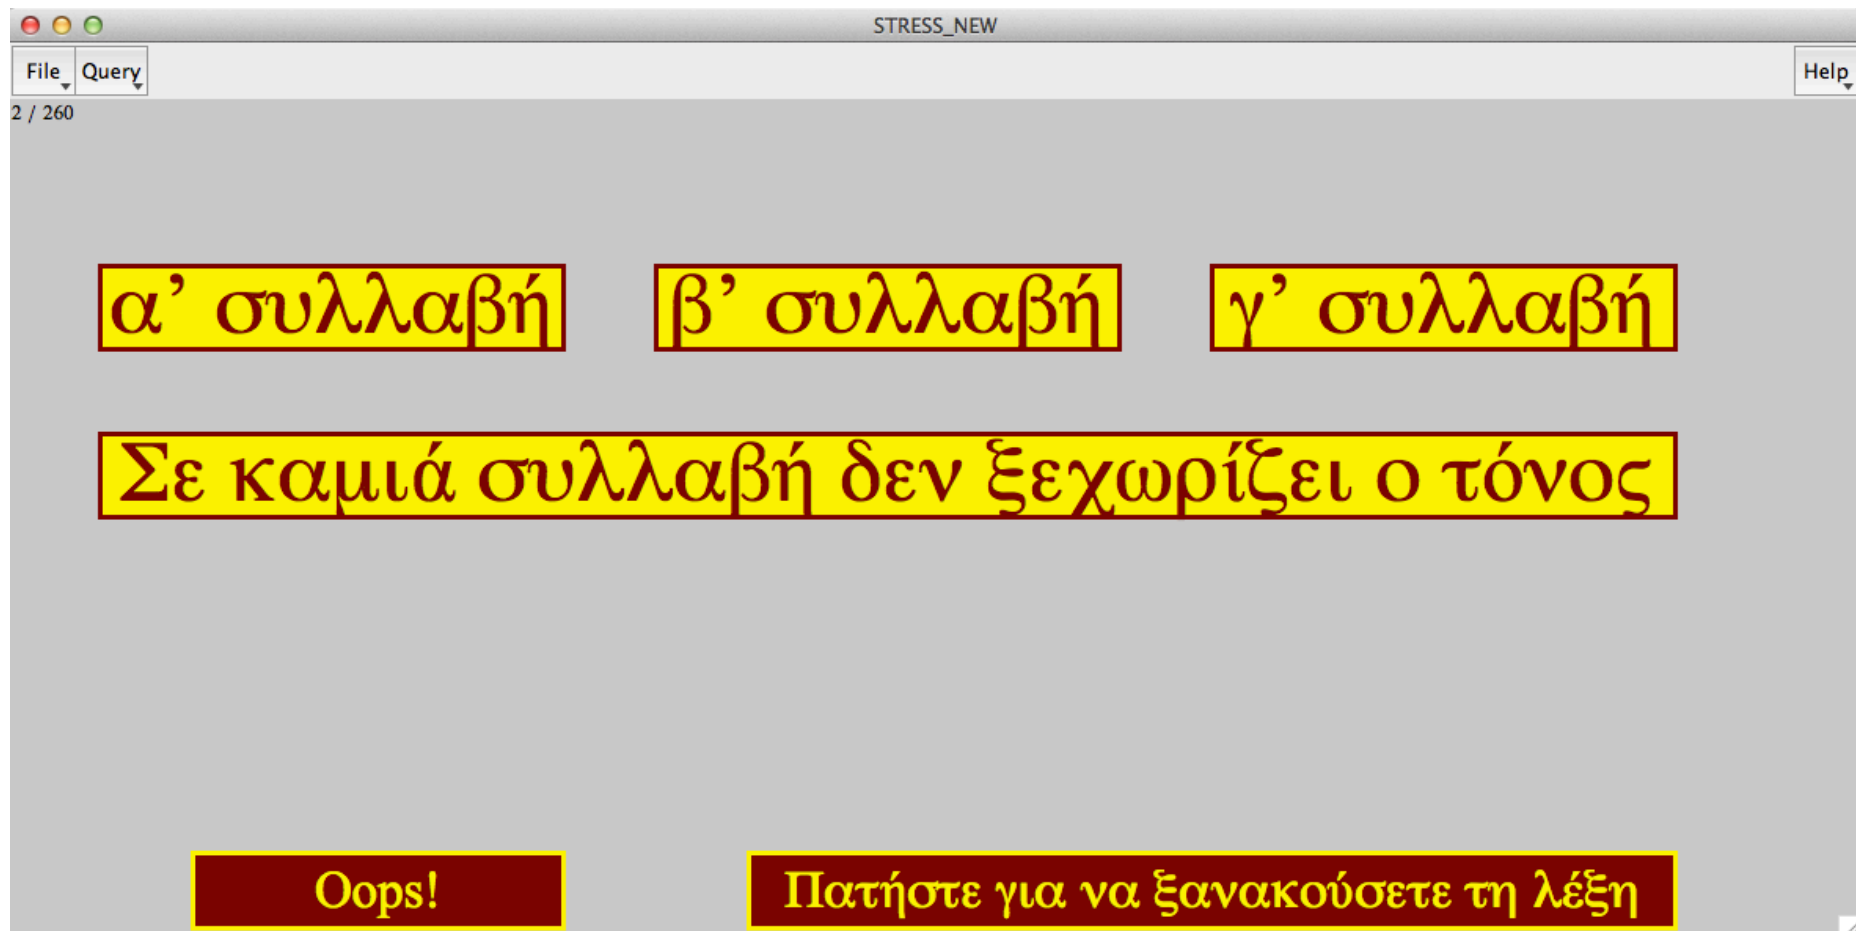 STRESS_NEW
File Query Help
2 / 260
α’ συλλαβή β’ συλλαβή γ’ συλλαβή
Σε καμιά συλλαβή δεν ξεχωρίζει ο τόνος
Oops! Πατήστε για να ξανακούσετε τη λέξη